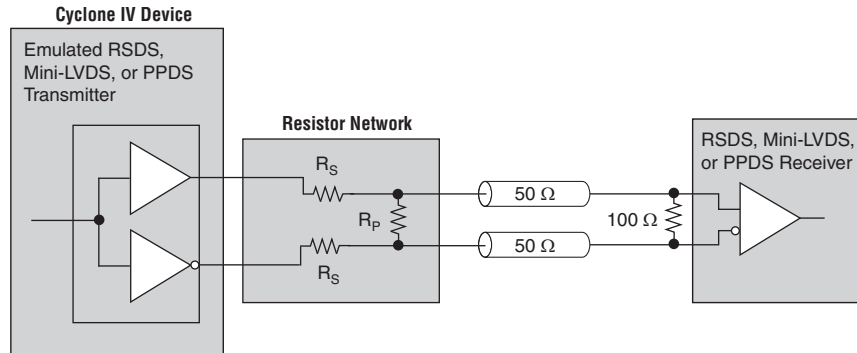 Cyclone IV Device
Emulated RSDS,
Mini-LVDS, or PPDS
Transmitter
Resistor Network
RS
RP
RS
50 Ω
50 Ω
100 Ω
RSDS, Mini-LVDS,
or PPDS Receiver